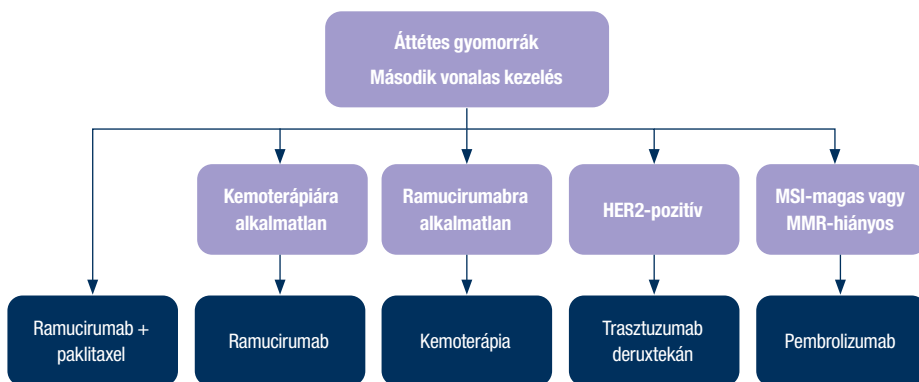 Áttétes gyomorrák
Második vonalas kezelés
Kemoterápiára
alkalmatlan
Ramucirumabra
alkalmatlan
HER2-pozitív
MSI-magas vagy
MMR-hiányos
Ramucirumab +
paklitaxel
Ramucirumab
Kemoterápia
Trasztuzumab
deruxtekán
Pembrolizumab